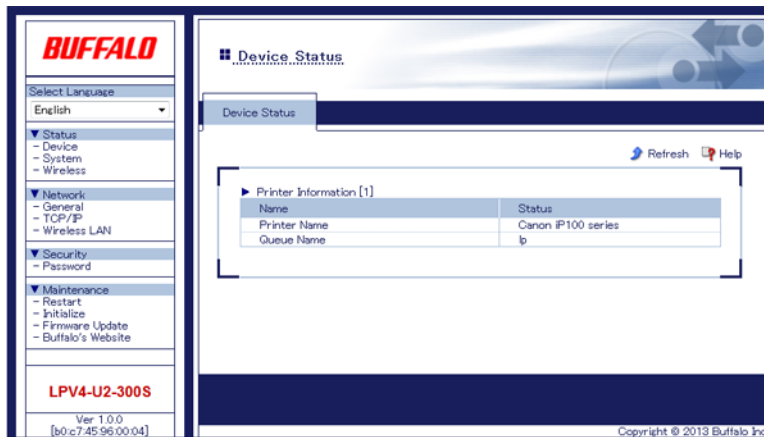 BUFFALO
Select Language
English
▼ Status
- Device
- System
- Wireless
▼ Network
- General
- TCP/IP
- Wireless LAN
▼ Security
- Password
▼ Maintenance
- Restart
- Initialize
- Firmware Update
- Buffalo's Website
LPV4-U2-300S
Ver 1.0.0
[b0:c7:45:96:00:04]
Device Status
Device Status
Refresh Help
► Printer Information [1]
Name Status
Printer Name Canon iP100 series
Queue Name lp
Copyright © 2013 Buffalo Inc